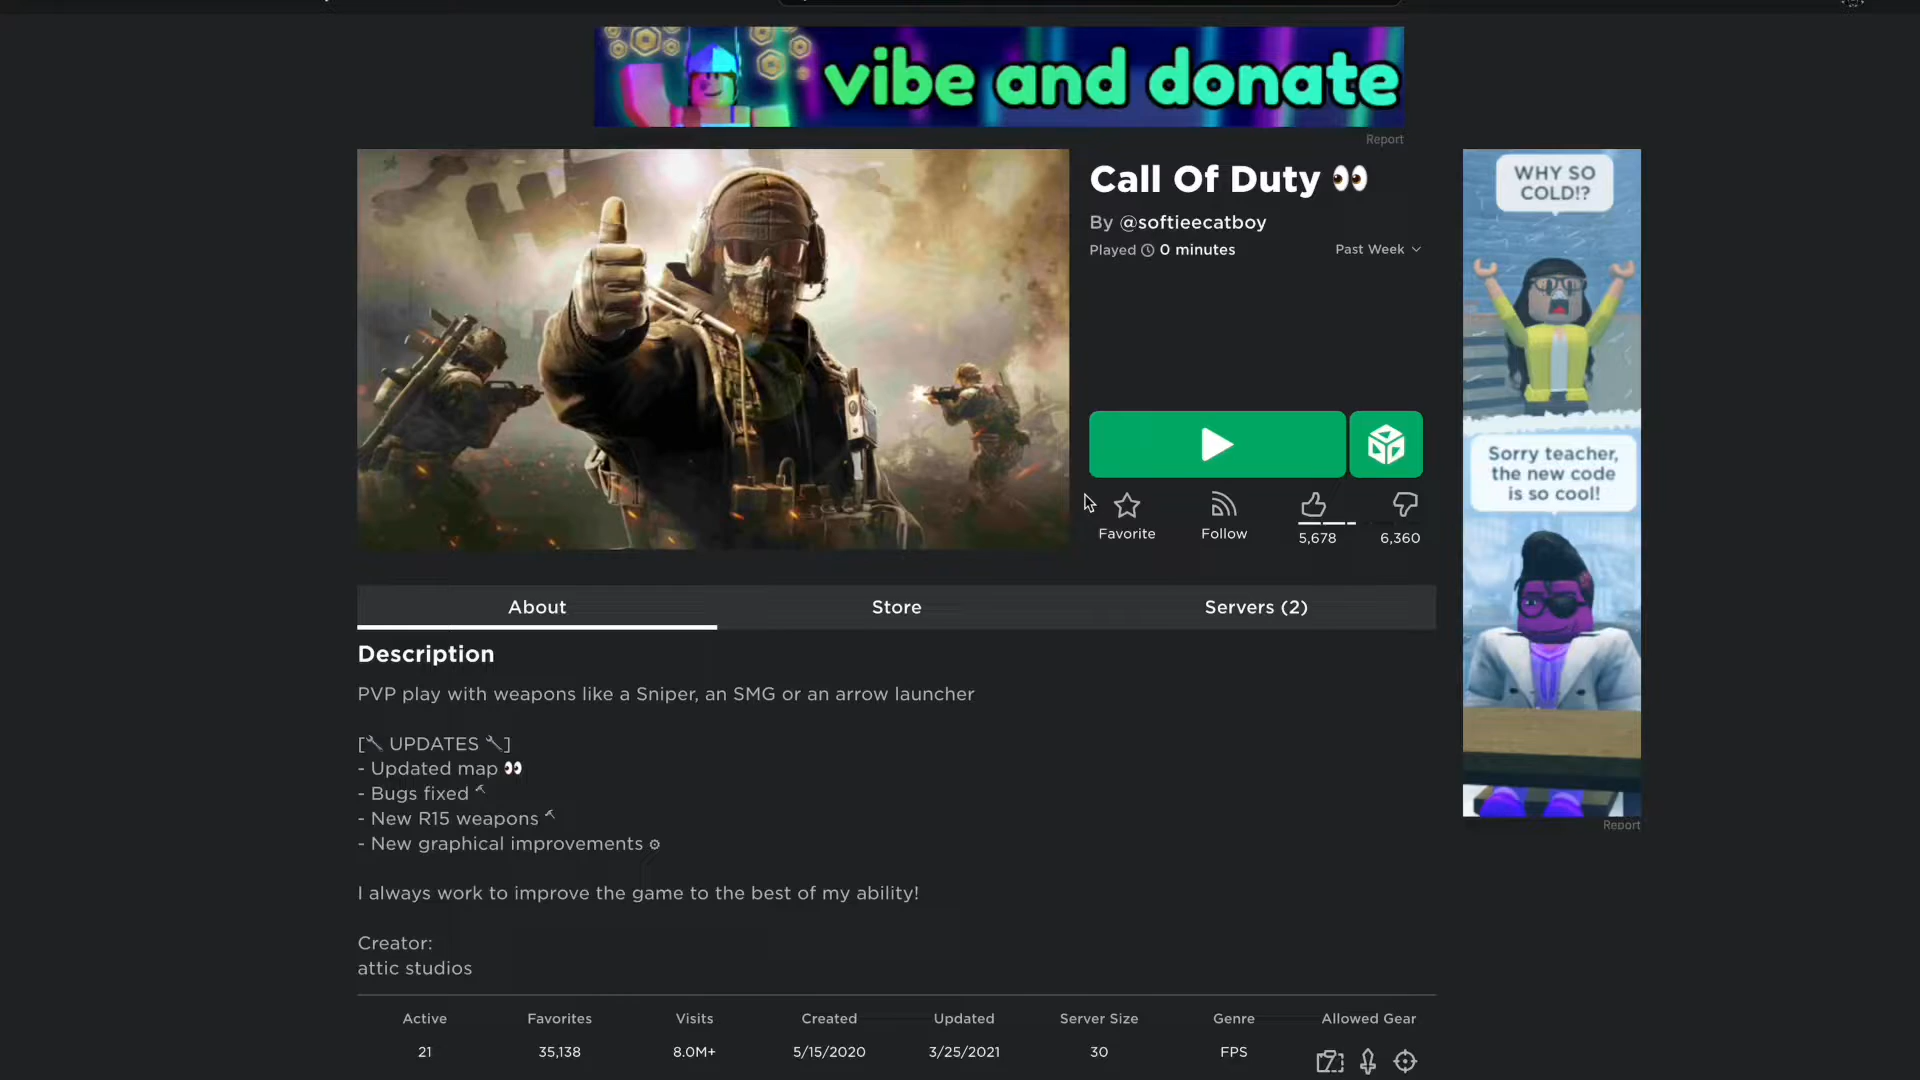 vibe and donate
Report
Call Of Duty 👀
By @softieecatboy
Played 0 minutes
Past Week
WHY SO
COLD!?
Favorite
Follow
5,678
6,360
Sorry teacher,
the new code
is so cool!
About
Store
Servers (2)
Description
PVP play with weapons like a Sniper, an SMG or an arrow launcher
[🔧 UPDATES 🔧]
- Updated map 👀
- Bugs fixed 🔨
- New R15 weapons 🔨
- New graphical improvements ⚙
I always work to improve the game to the best of my ability!
Creator:
attic studios
Report
Active
Favorites
Visits
Created
Updated
Server Size
Genre
Allowed Gear
21
35,138
8.0M+
5/15/2020
3/25/2021
30
FPS